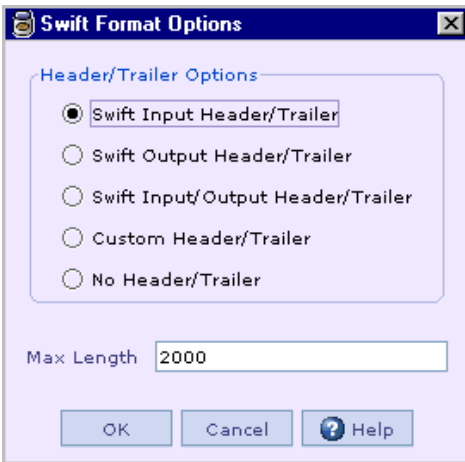 Swift Format Options
Header/Trailer Options
Swift Input Header/Trailer
Swift Output Header/Trailer
Swift Input/Output Header/Trailer
Custom Header/Trailer
No Header/Trailer
Max Length 2000
OK Cancel Help